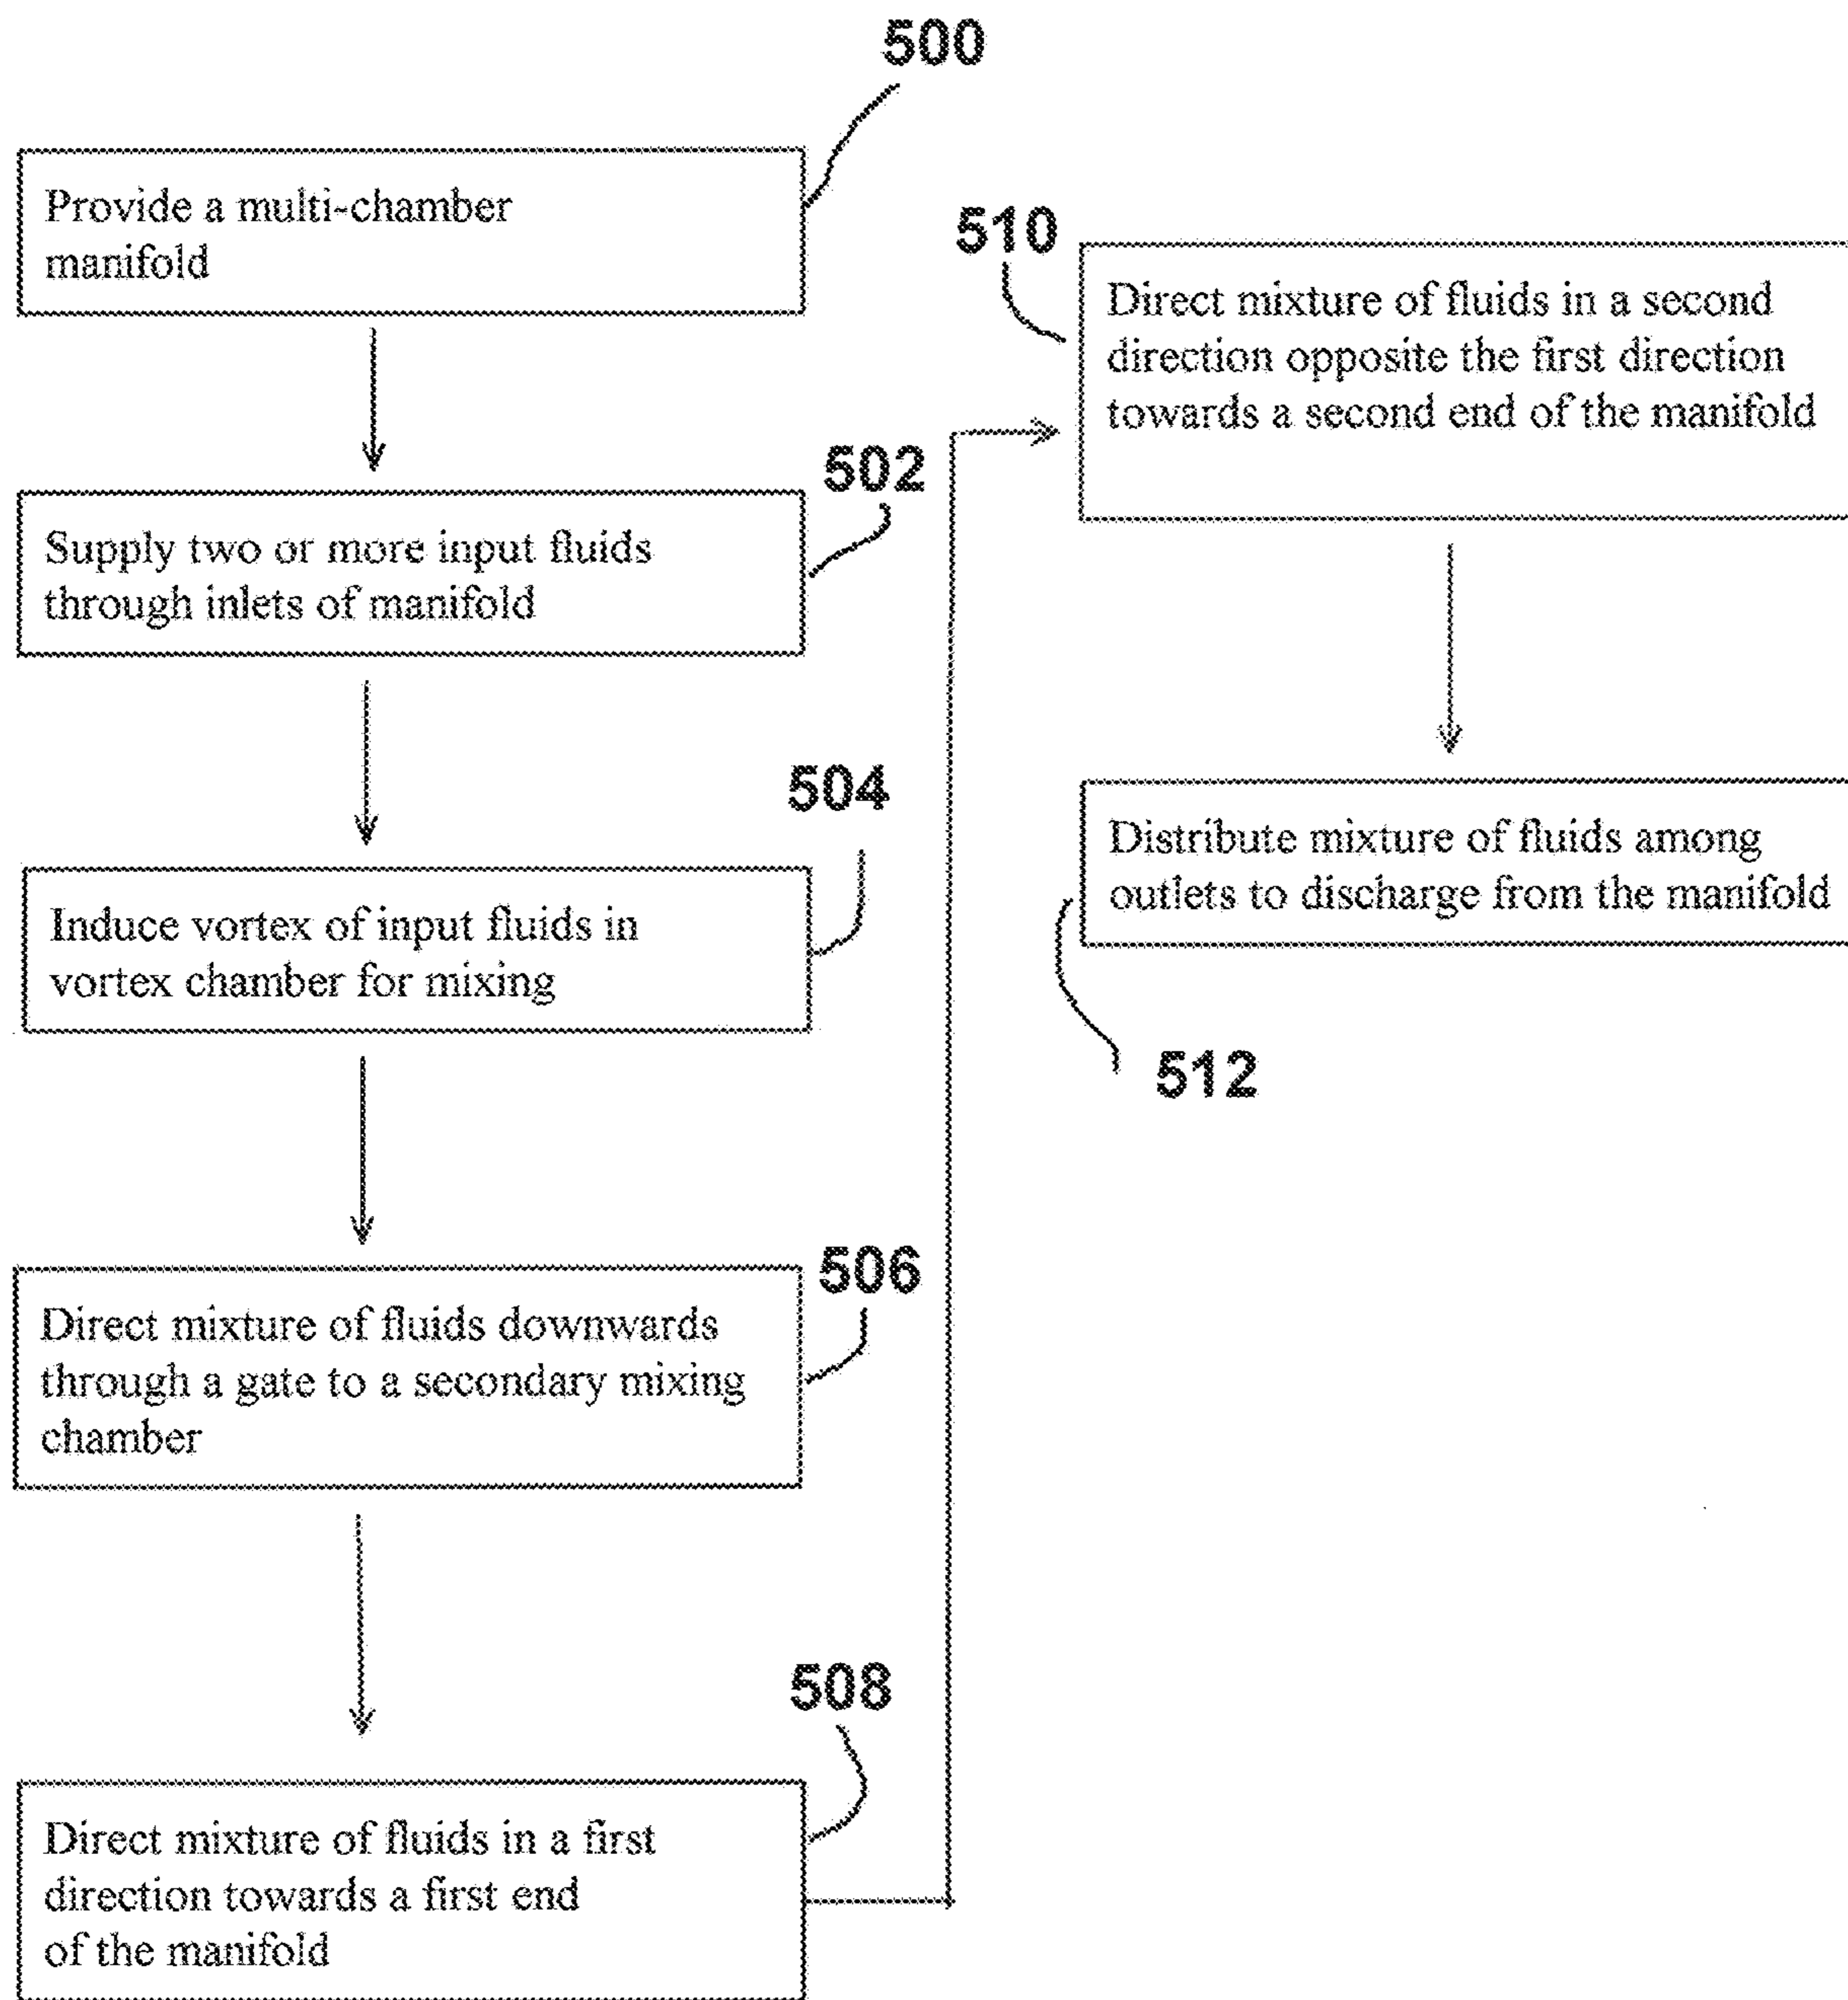 500
Provide a multi-chamber
manifold
502
Supply two or more input fluids
through inlets of manifold
504
Induce vortex of input fluids in
vortex chamber for mixing
506
Direct mixture of fluids downwards
through a gate to a secondary mixing
chamber
508
Direct mixture of fluids in a first
direction towards a first end
of the manifold
510
Direct mixture of fluids in a second
direction opposite the first direction
towards a second end of the manifold
Distribute mixture of fluids among
outlets to discharge from the manifold
512